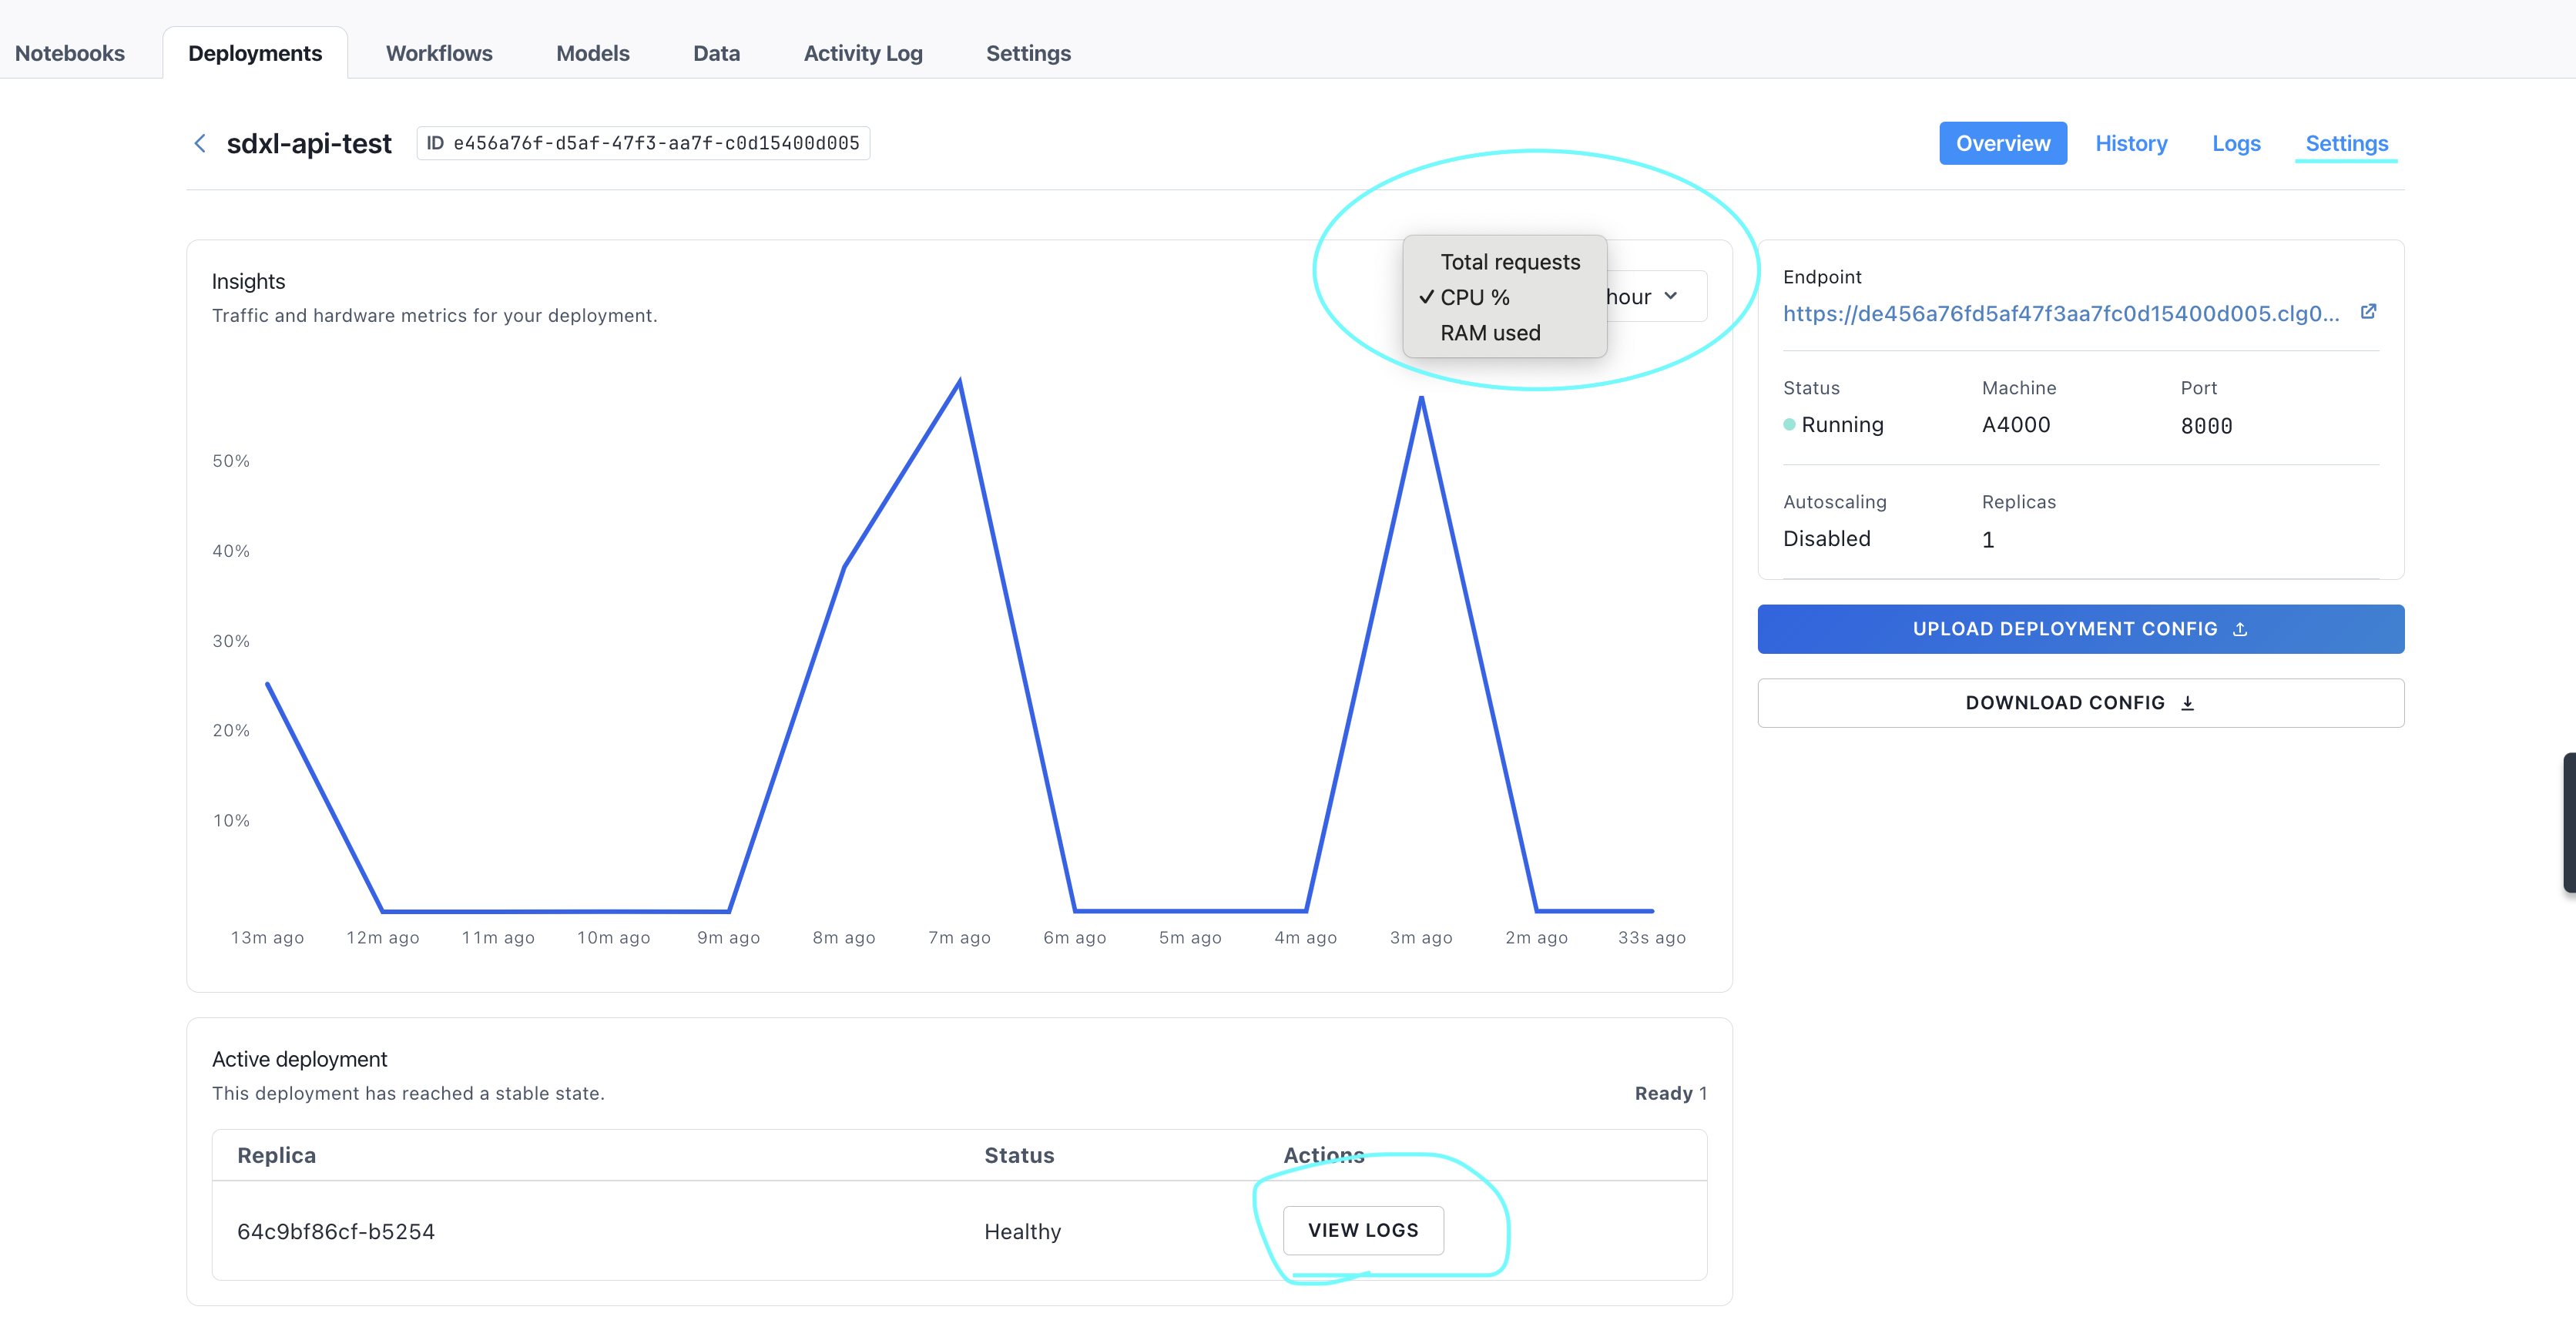 Notebooks Deployments Workflows Models Data Activity Log Settings
sdxl-api-test ID e456a76f-d5af-47f3-aa7f-c0d15400d005 Overview History Logs Settings
Insights
Traffic and hardware metrics for your deployment.
Total requests
✓ CPU %
RAM used
hour
50%
40%
30%
20%
10%
13m ago 12m ago 11m ago 10m ago 9m ago 8m ago 7m ago 6m ago 5m ago 4m ago 3m ago 2m ago 33s ago
Endpoint
https://de456a76fd5af47f3aa7fc0d15400d005.clg0...
Status Machine Port
Running A4000 8000
Autoscaling Replicas
Disabled 1
UPLOAD DEPLOYMENT CONFIG
DOWNLOAD CONFIG
Active deployment
This deployment has reached a stable state.
Ready 1
Replica Status Actions
64c9bf86cf-b5254 Healthy VIEW LOGS